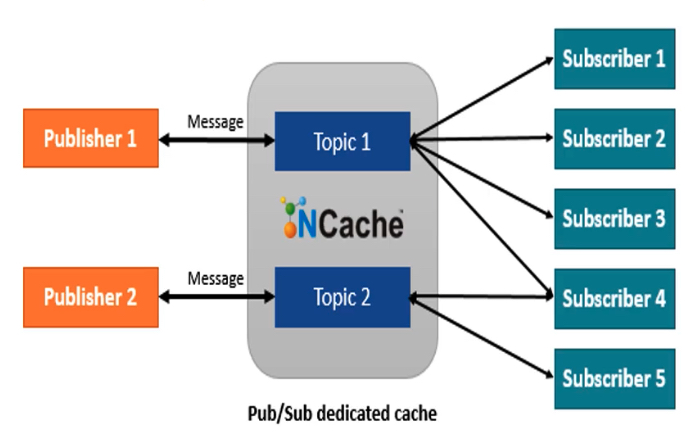 Subscriber 1
Publisher 1
Message
Topic 1
Subscriber 2
NCache™
Subscriber 3
Publisher 2
Message
Topic 2
Subscriber 4
Subscriber 5
Pub/Sub dedicated cache